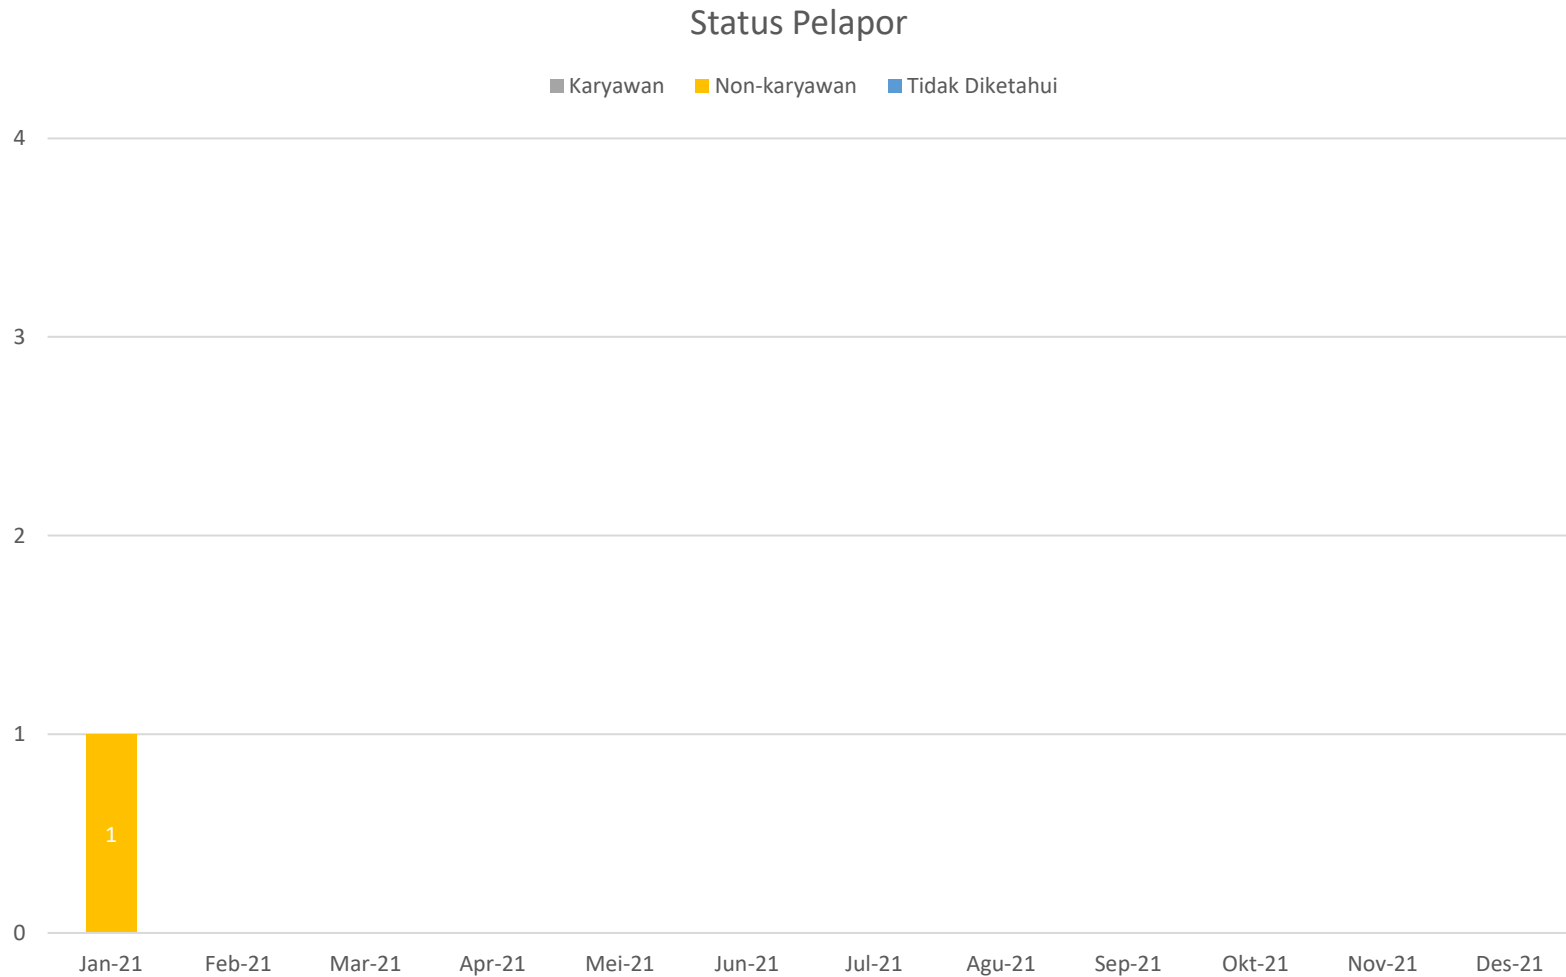 Status Pelapor
Karyawan Non-karyawan Tidak Diketahui
4
3
2
1
1
0
Jan-21 Feb-21 Mar-21 Apr-21 Mei-21 Jun-21 Jul-21 Agu-21 Sep-21 Okt-21 Nov-21 Des-21